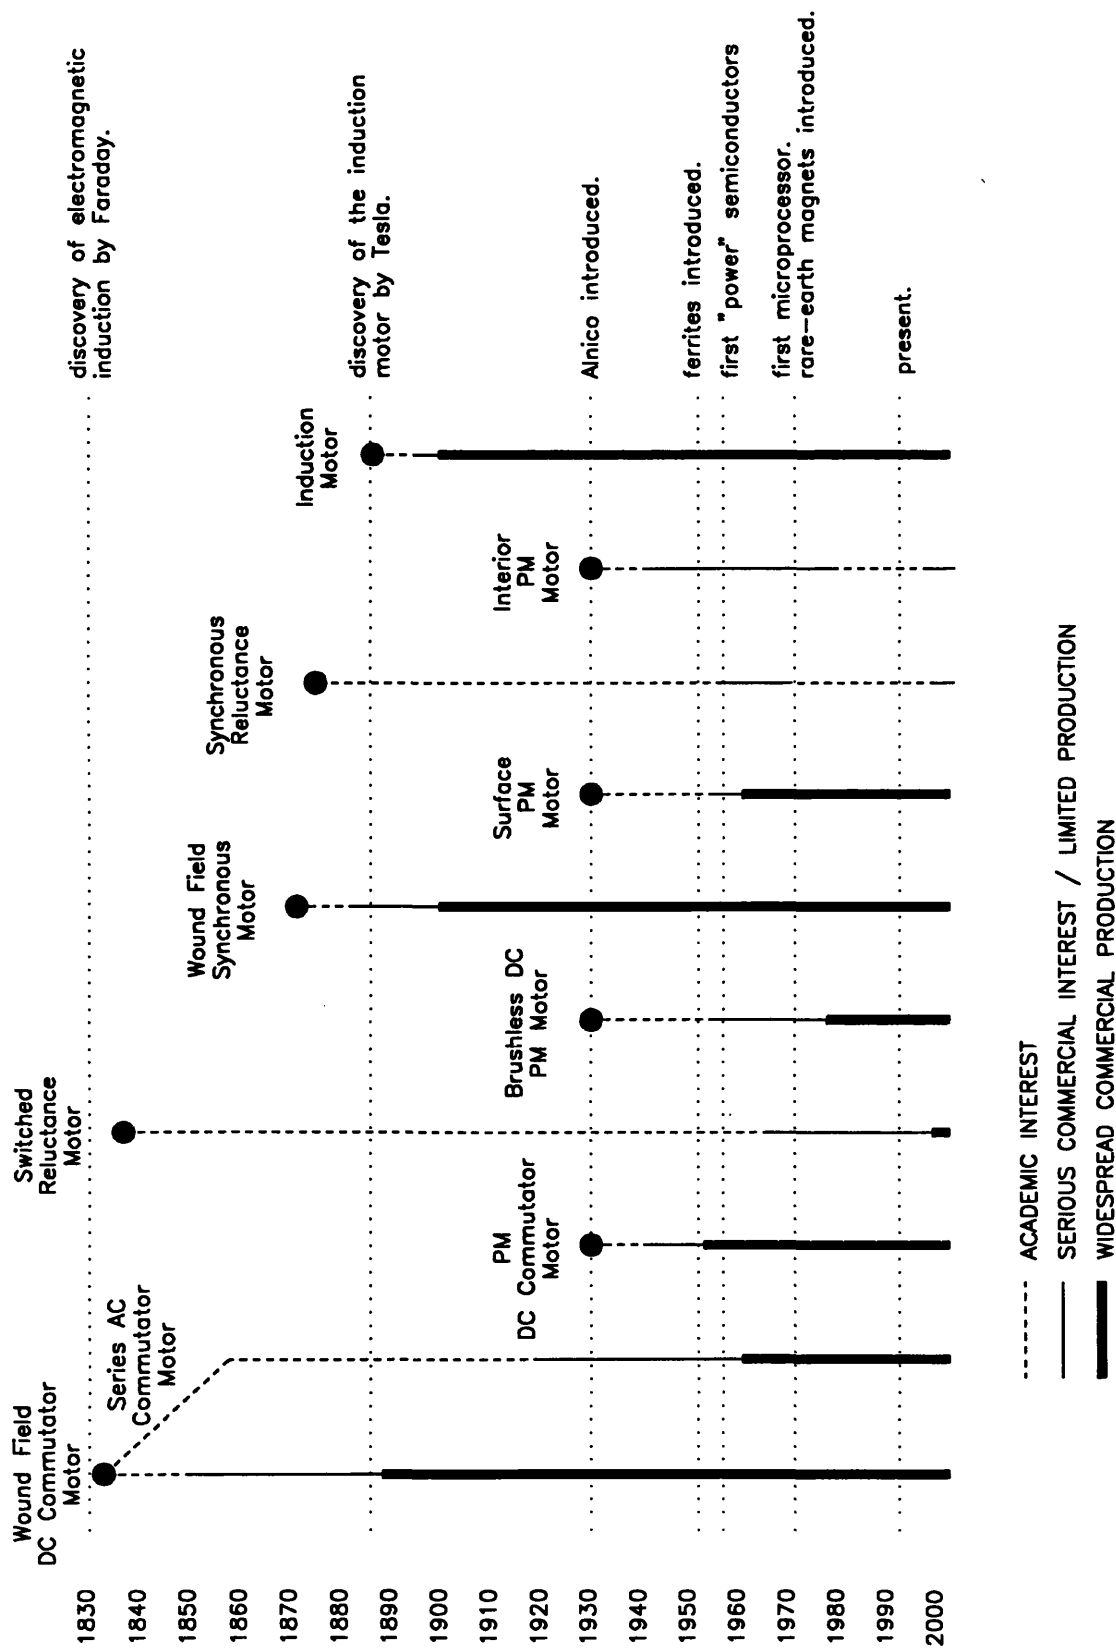 Wound Field
DC Commutator
Motor
Series AC
Commutator
Motor
PM
DC Commutator
Motor
Switched
Reluctance
Motor
Brushless DC
PM Motor
Wound Field
Synchronous
Motor
Surface
PM
Motor
Synchronous
Reluctance
Motor
Interior
PM
Motor
Induction
Motor
1830
1840
1850
1860
1870
1880
1890
1900
1910
1920
1930
1940
1950
1960
1970
1980
1990
2000
discovery of electromagnetic
induction by Faraday.
discovery of the induction
motor by Tesla.
Alnico introduced.
ferrites introduced.
first "power" semiconductors
first microprocessor.
rare-earth magnets introduced.
present.
ACADEMIC INTEREST
SERIOUS COMMERCIAL INTEREST / LIMITED PRODUCTION
WIDESPREAD COMMERCIAL PRODUCTION